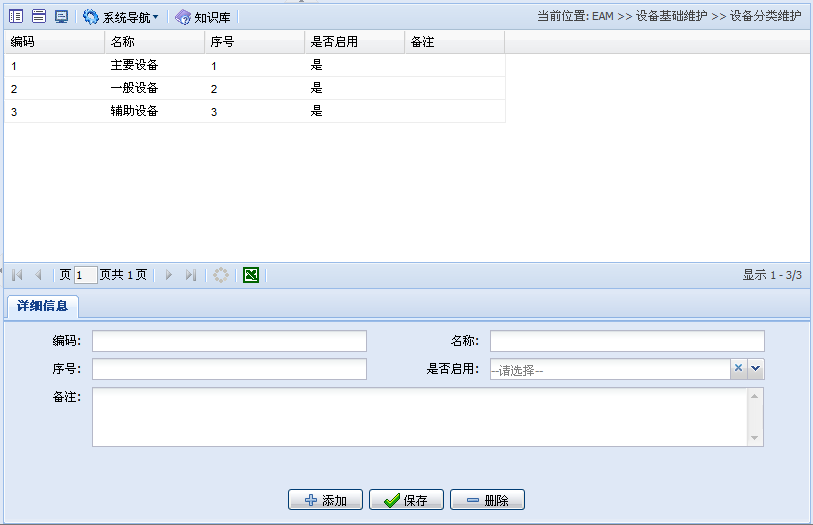 系统导航 知识库 当前位置: EAM >> 设备基础维护 >> 设备分类维护
编码 名称 序号 是否启用 备注
1 主要设备 1 是
2 一般设备 2 是
3 辅助设备 3 是
页 1 页共 1 页 显示 1 - 3/3
详细信息
编码: 名称:
序号: 是否启用: --请选择--
备注:
添加 保存 删除